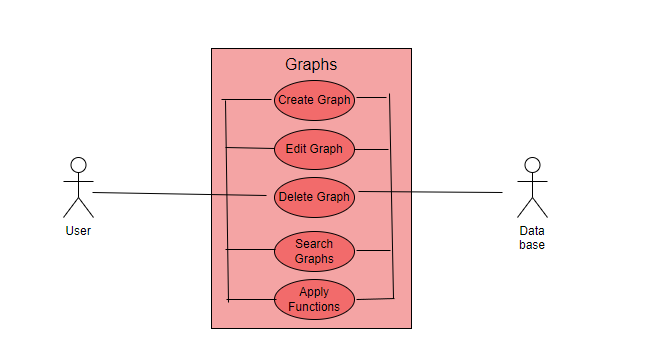 Graphs
Create Graph
Edit Graph
Delete Graph
Search
Graphs
Apply
Functions
User
Data
base